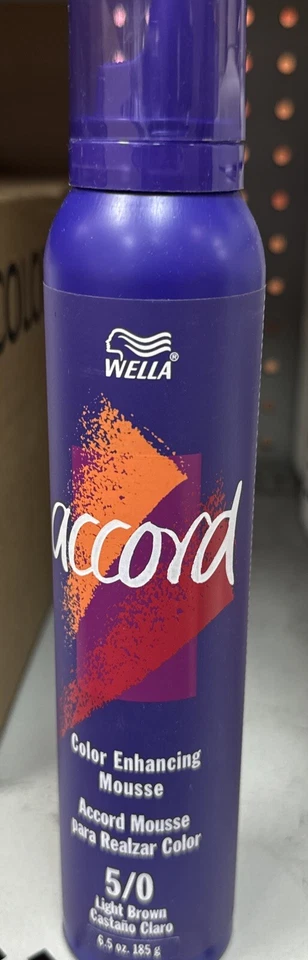 WELLA®
accord
Color Enhancing
Mousse
Accord Mousse
para Realzar Color
5/0
Light Brown
Castaño Claro
6.5 oz. 185 g